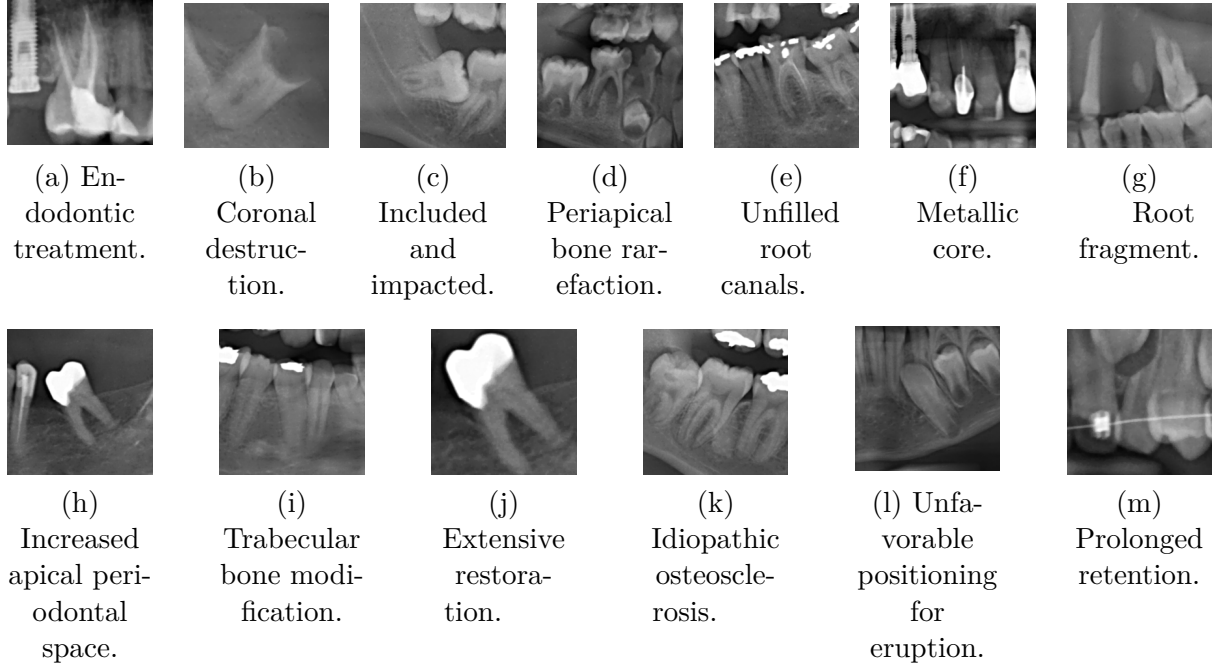 (a) En-
dodontic
treatment.
(b)
Coronal
destruc-
tion.
(c)
Included
and
impacted.
(d)
Periapical
bone rar-
efaction.
(e)
Unfilled
root
canals.
(f)
Metallic
core.
(g)
Root
fragment.
(h)
Increased
apical peri-
odontal
space.
(i)
Trabecular
bone modi-
fication.
(j)
Extensive
restora-
tion.
(k)
Idiopathic
osteoscle-
rosis.
(l) Unfa-
vorable
positioning
for
eruption.
(m)
Prolonged
retention.